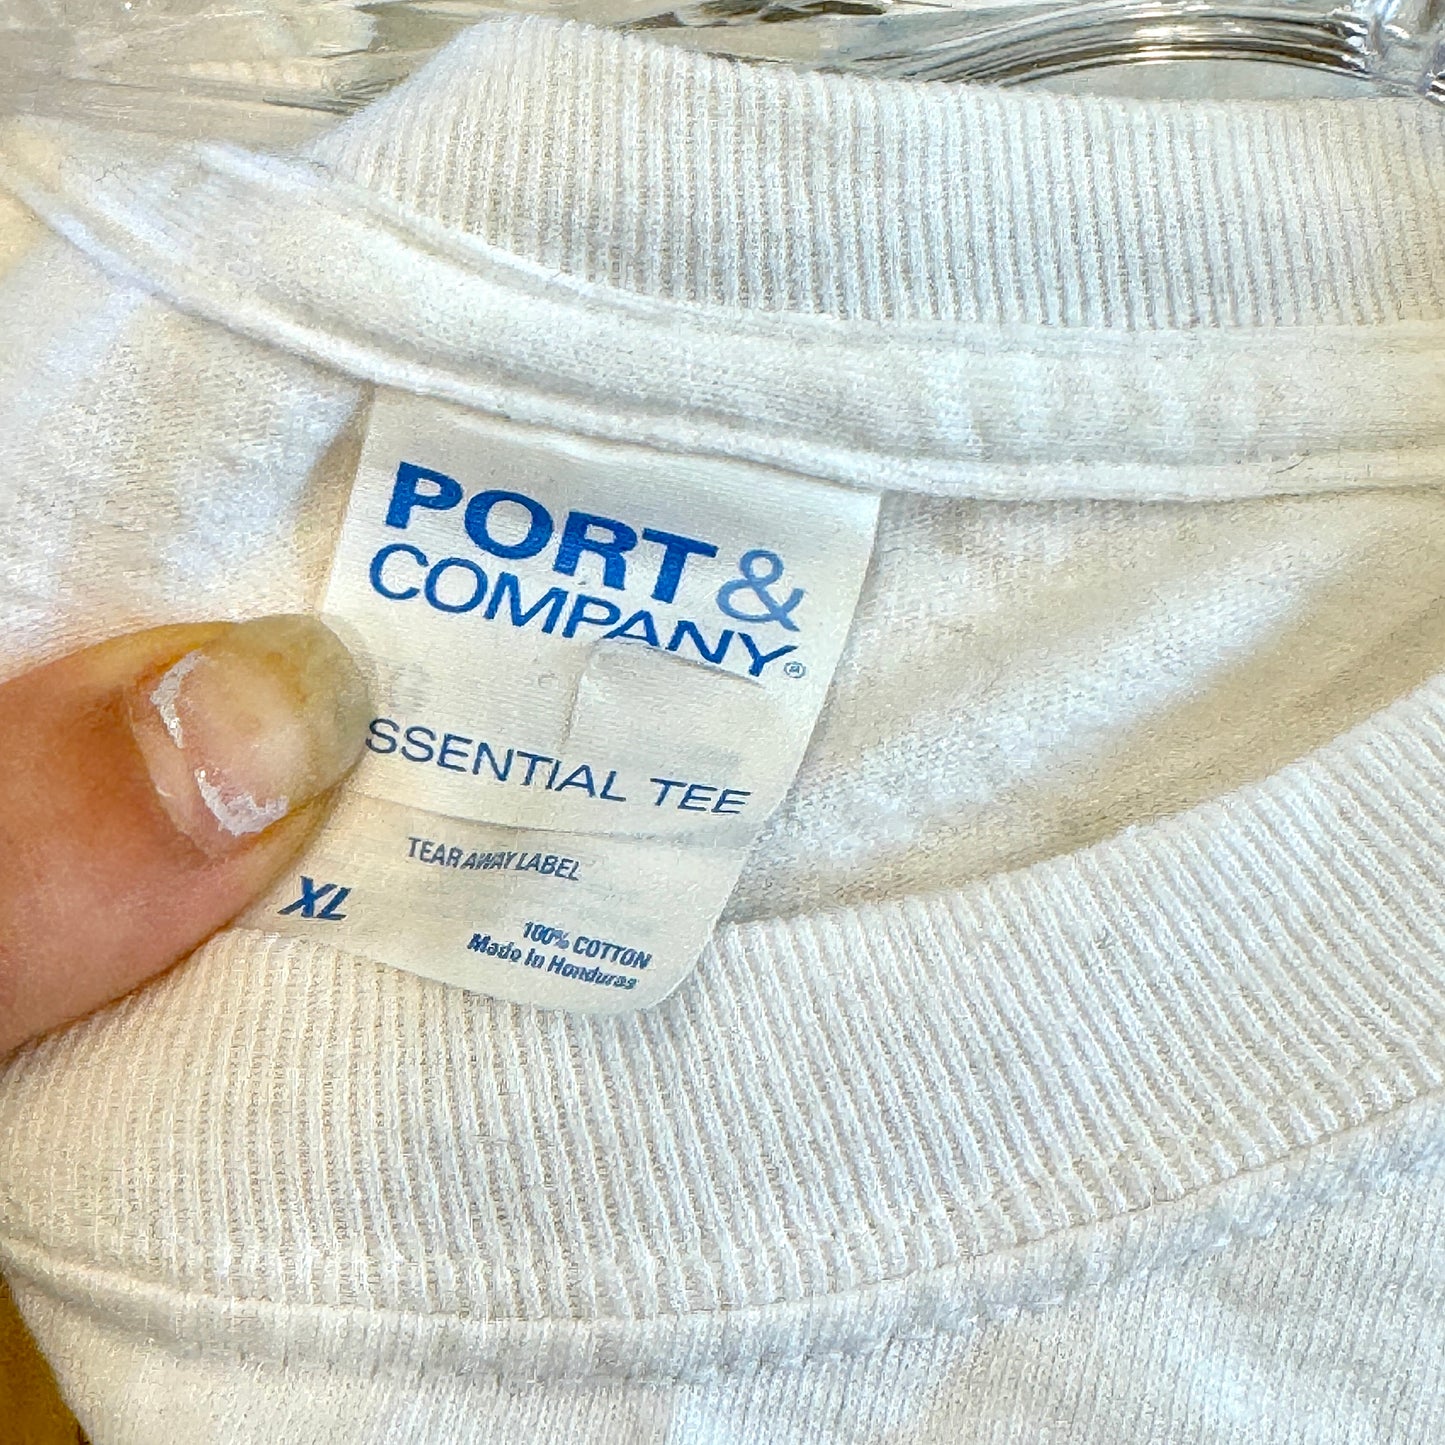 PORT &
COMPANY®
SSENTIAL TEE
TEAR AWAY LABEL
XL
100% COTTON
Made In Honduras